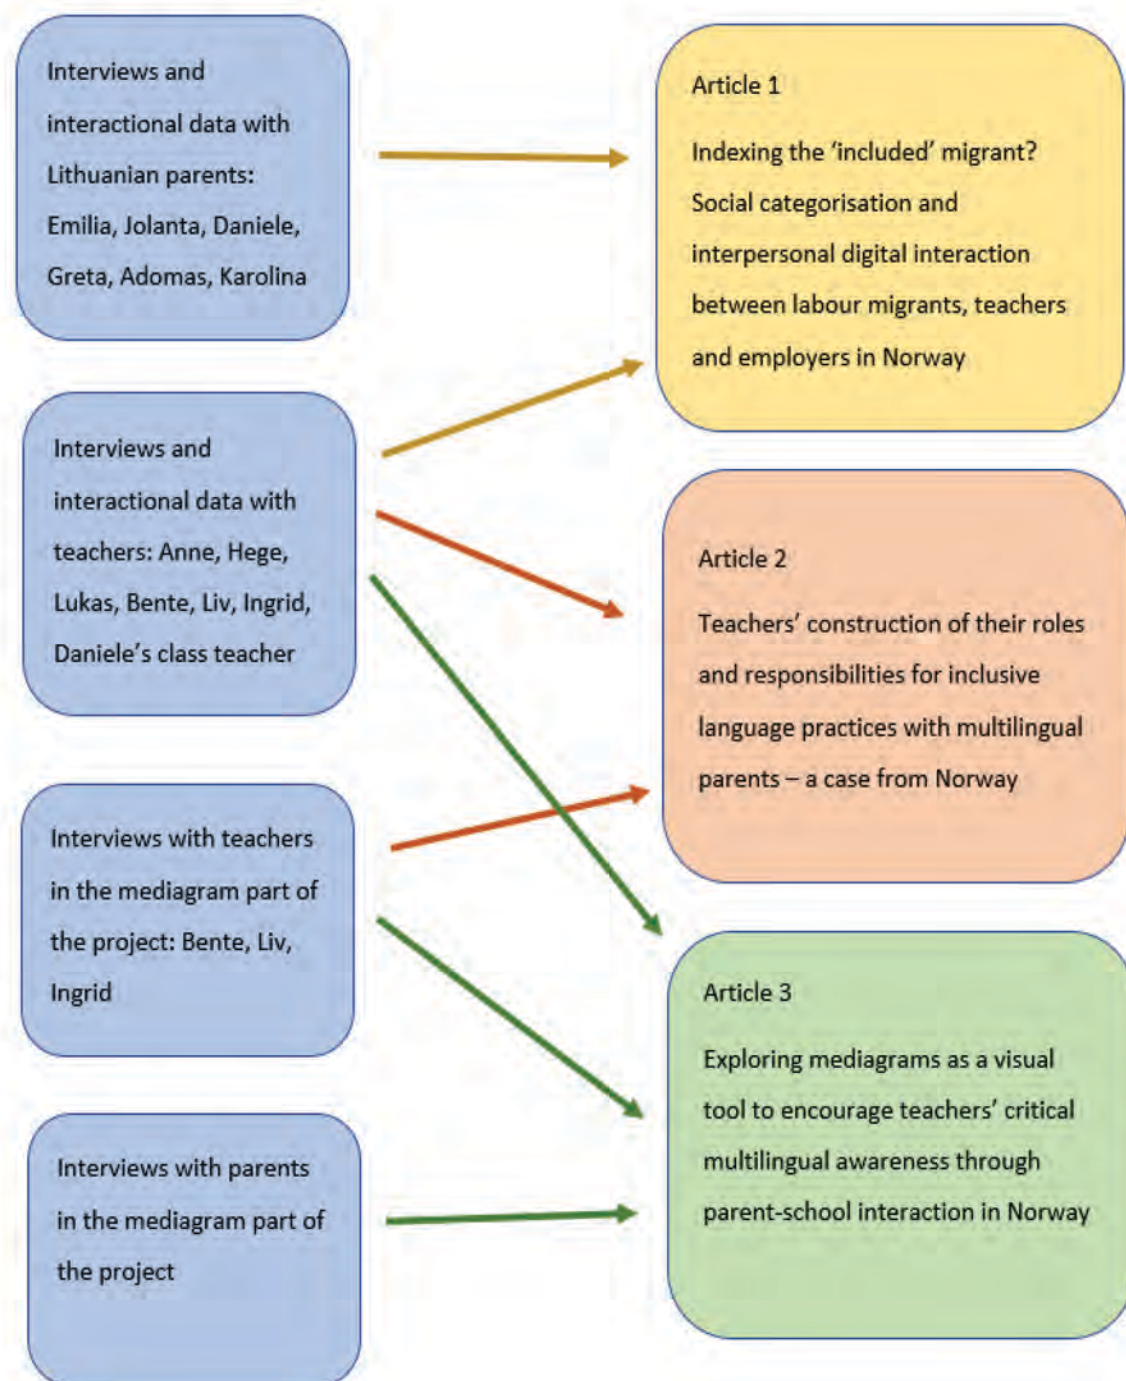 Interviews and
interactional data with
Lithuanian parents:
Emilia, Jolanta, Daniele,
Greta, Adomas, Karolina
Interviews and
interactional data with
teachers: Anne, Hege,
Lukas, Bente, Liv, Ingrid,
Daniele’s class teacher
Interviews with teachers
in the mediagram part of
the project: Bente, Liv,
Ingrid
Interviews with parents
in the mediagram part of
the project
Article 1
Indexing the ‘included’ migrant?
Social categorisation and
interpersonal digital interaction
between labour migrants, teachers
and employers in Norway
Article 2
Teachers’ construction of their roles
and responsibilities for inclusive
language practices with multilingual
parents – a case from Norway
Article 3
Exploring mediagrams as a visual
tool to encourage teachers’ critical
multilingual awareness through
parent-school interaction in Norway